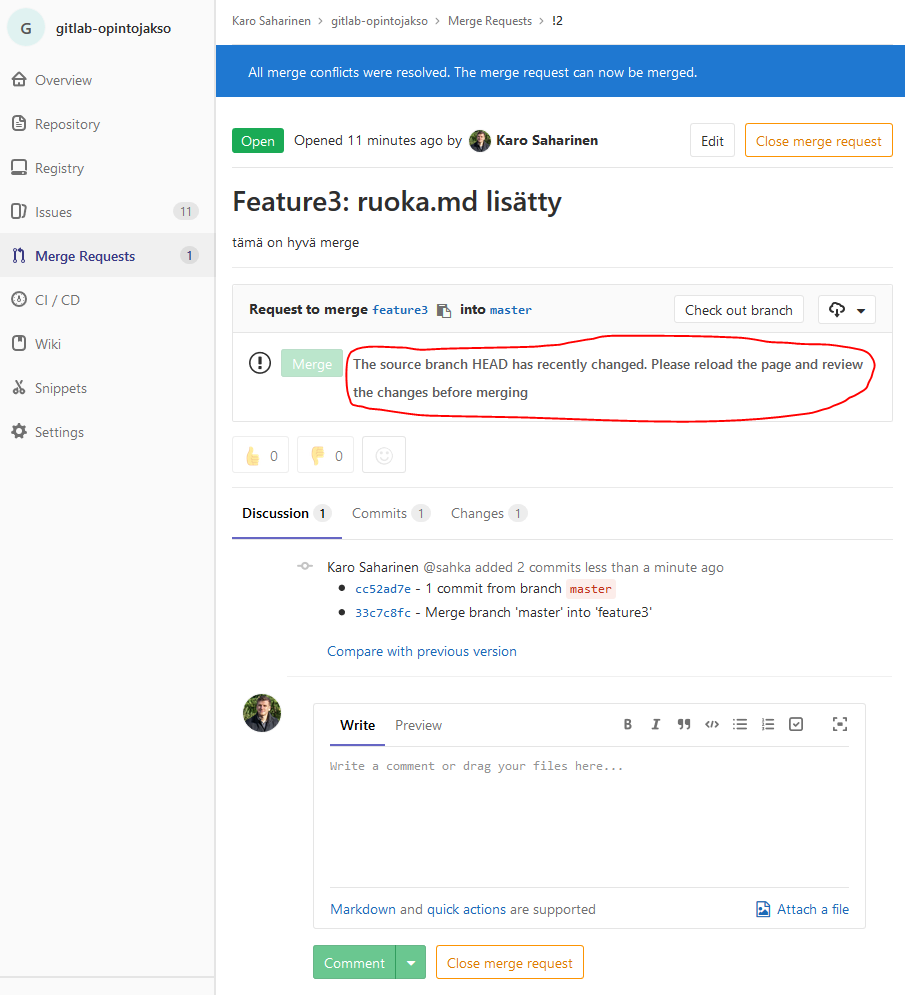 G gitlab-opintojakso
Overview
Repository
Registry
Issues 11
Merge Requests 1
CI / CD
Wiki
Snippets
Settings
Karo Saharinen > gitlab-opintojakso > Merge Requests > !2
All merge conflicts were resolved. The merge request can now be merged.
Open Opened 11 minutes ago by Karo Saharinen Edit Close merge request
Feature3: ruoka.md lisätty
tämä on hyvä merge
Request to merge feature3 into master Check out branch
Merge The source branch HEAD has recently changed. Please reload the page and review
the changes before merging
0 0
Discussion 1 Commits 1 Changes 1
Karo Saharinen @sahka added 2 commits less than a minute ago
• cc52ad7e - 1 commit from branch master
• 33c7c8fc - Merge branch 'master' into 'feature3'
Compare with previous version
Write Preview
Write a comment or drag your files here...
Markdown and quick actions are supported Attach a file
Comment Close merge request